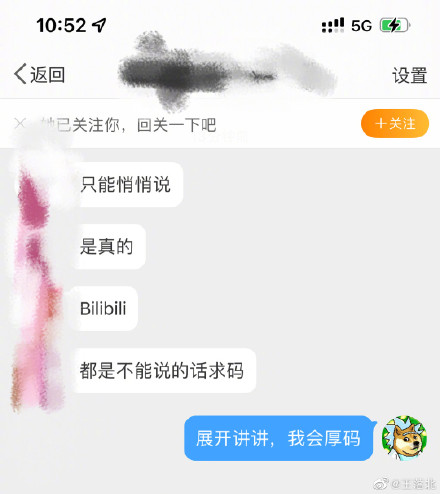 10:52
5G
返回
设置
她已关注你，回关一下吧
+关注
只能悄悄说
是真的
Bilibili
都是不能说的话求码
展开讲讲，我会厚码